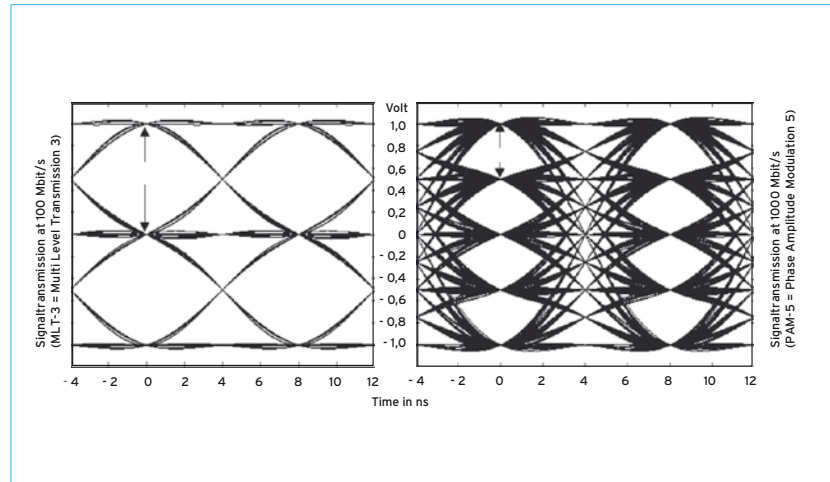 Signaltransmission at 100 Mbit/s
(MLT-3 = Multi Level Transmission 3)
Volt
1,0
0,8
0,6
0,4
0,2
0
- 0,2
- 0,4
- 0,6
0,8
- 1,0
- 4 - 2 0 2 4 6 8 10 12
- 4 - 2 0 2 4 6 8 10 12
Time in ns
Signaltransmission at 1000 Mbit/s
(PAM-5 = Phase Amplitude Modulation 5)